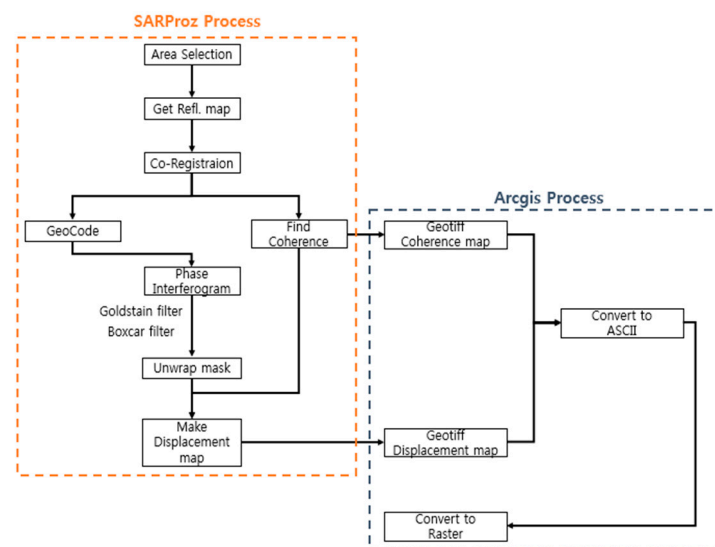 SARProz Process
Area Selection
Get Refl. map
Co-Registraion
GeoCode
Find
Coherence
Phase
Interferogram
Goldstain filter
Boxcar filter
Unwrap mask
Make
Displacement
map
Arcgis Process
Geotiff
Coherence map
Convert to
ASCII
Geotiff
Displacement map
Convert to
Raster